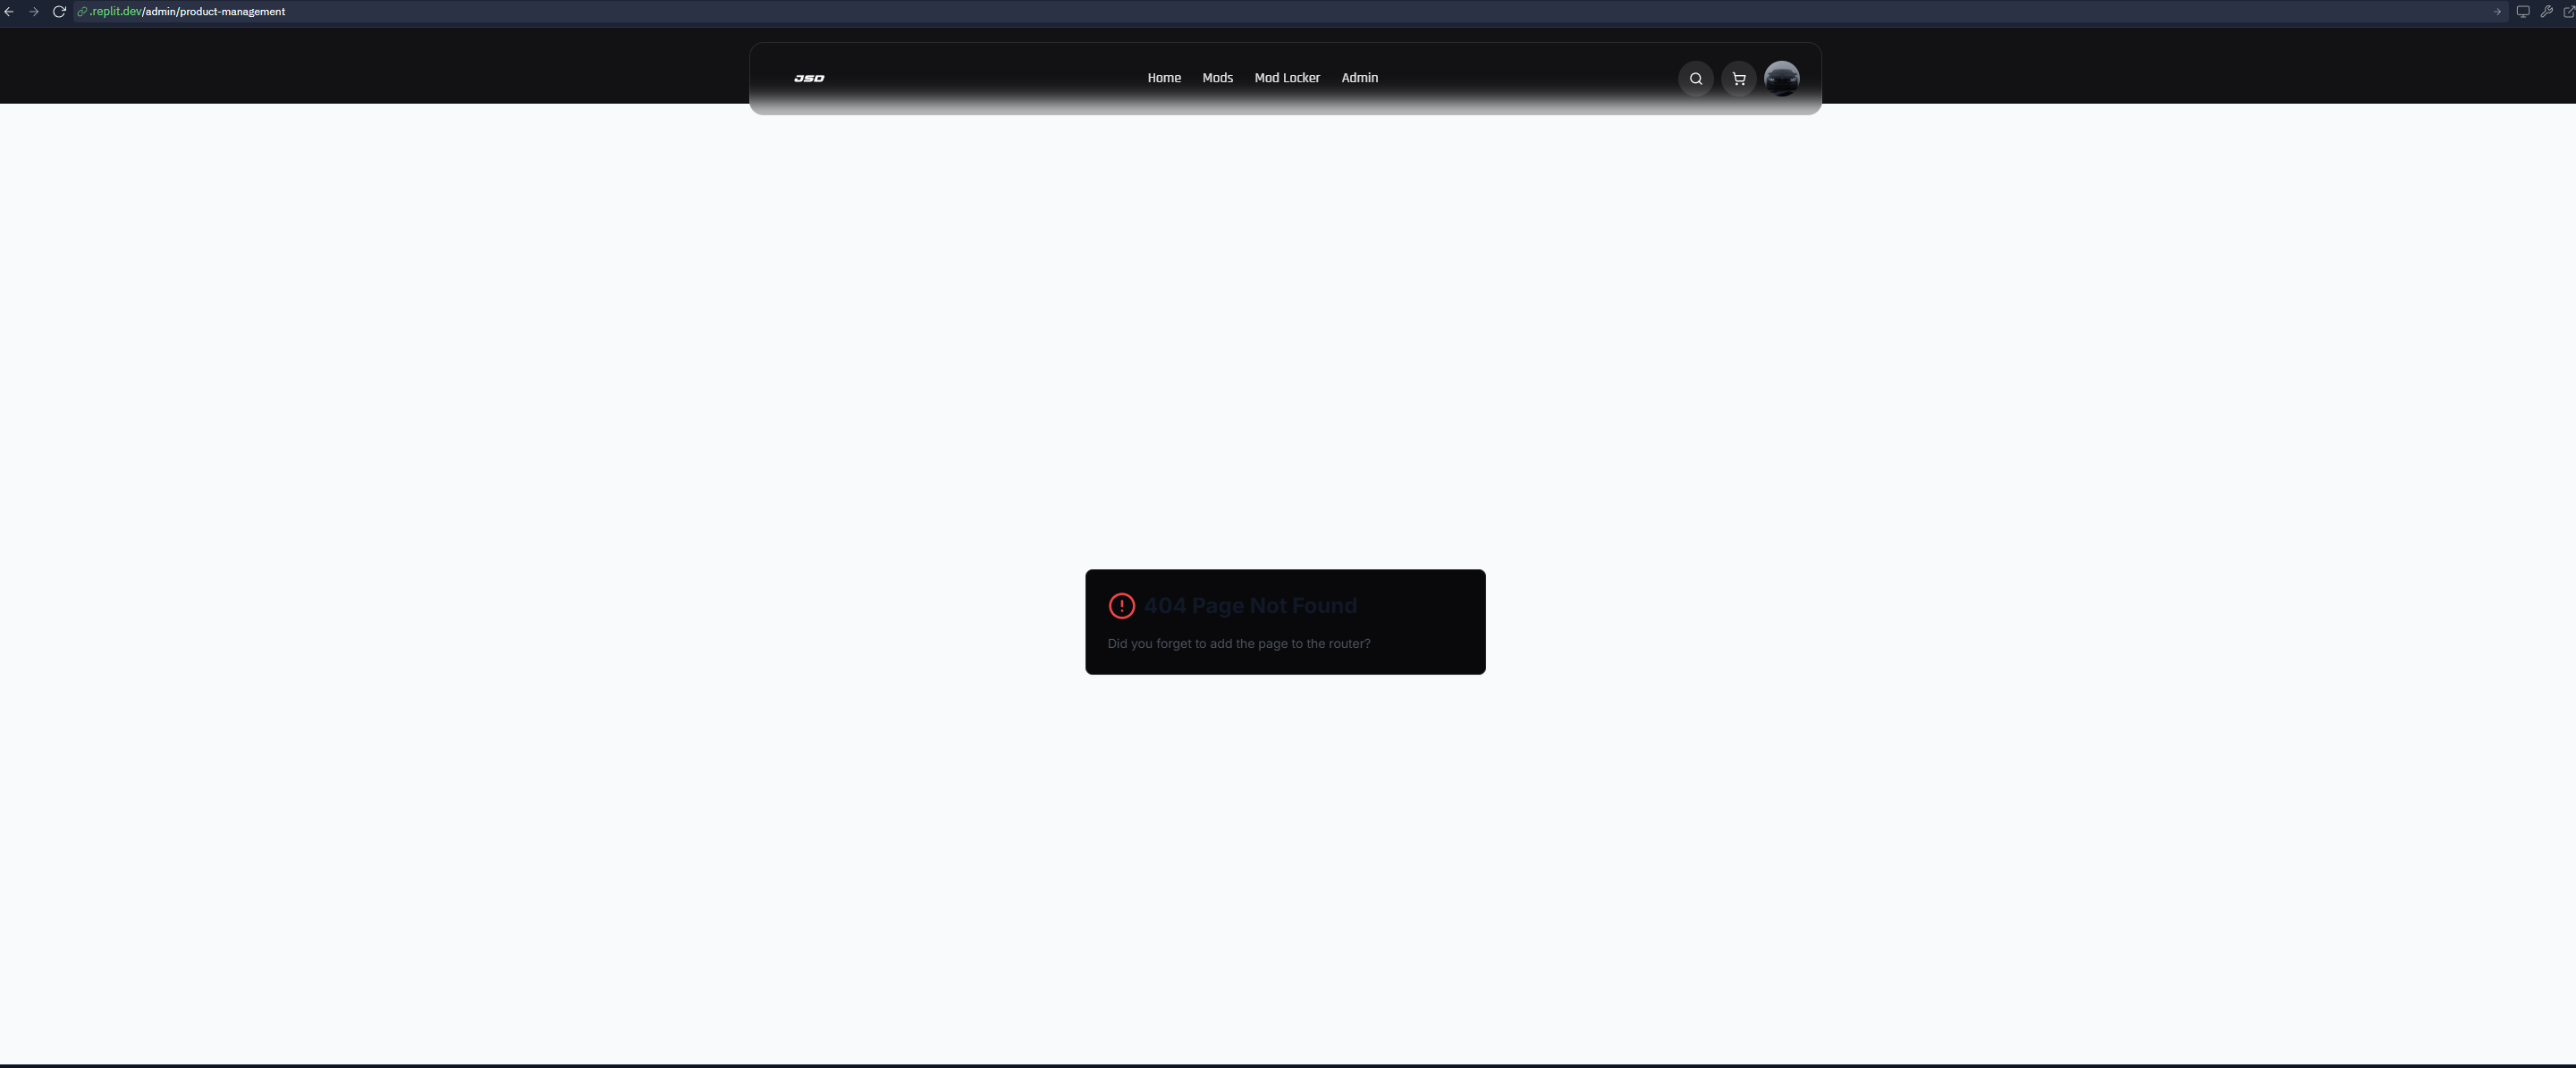 .replit.dev/admin/product-management
JSD
Home
Mods
Mod Locker
Admin
404 Page Not Found
Did you forget to add the page to the router?